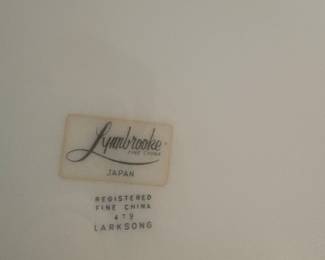 Lynnbrooke
FINE CHINA
JAPAN
REGISTERED
FINE CHINA
479
LARKSONG